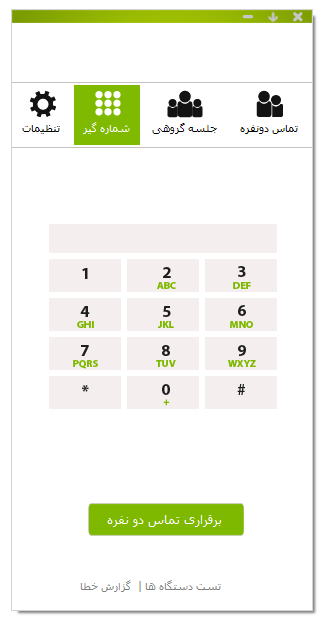 تماس دونفره جلسه گروهی شماره گیر تنظیمات
1 2 3
ABC DEF
4 5 6
GHI JKL MNO
7 8 9
PQRS TUV WXYZ
* 0 #
+
برقراری تماس دو نفره
تست دستگاه ها | گزارش خطا